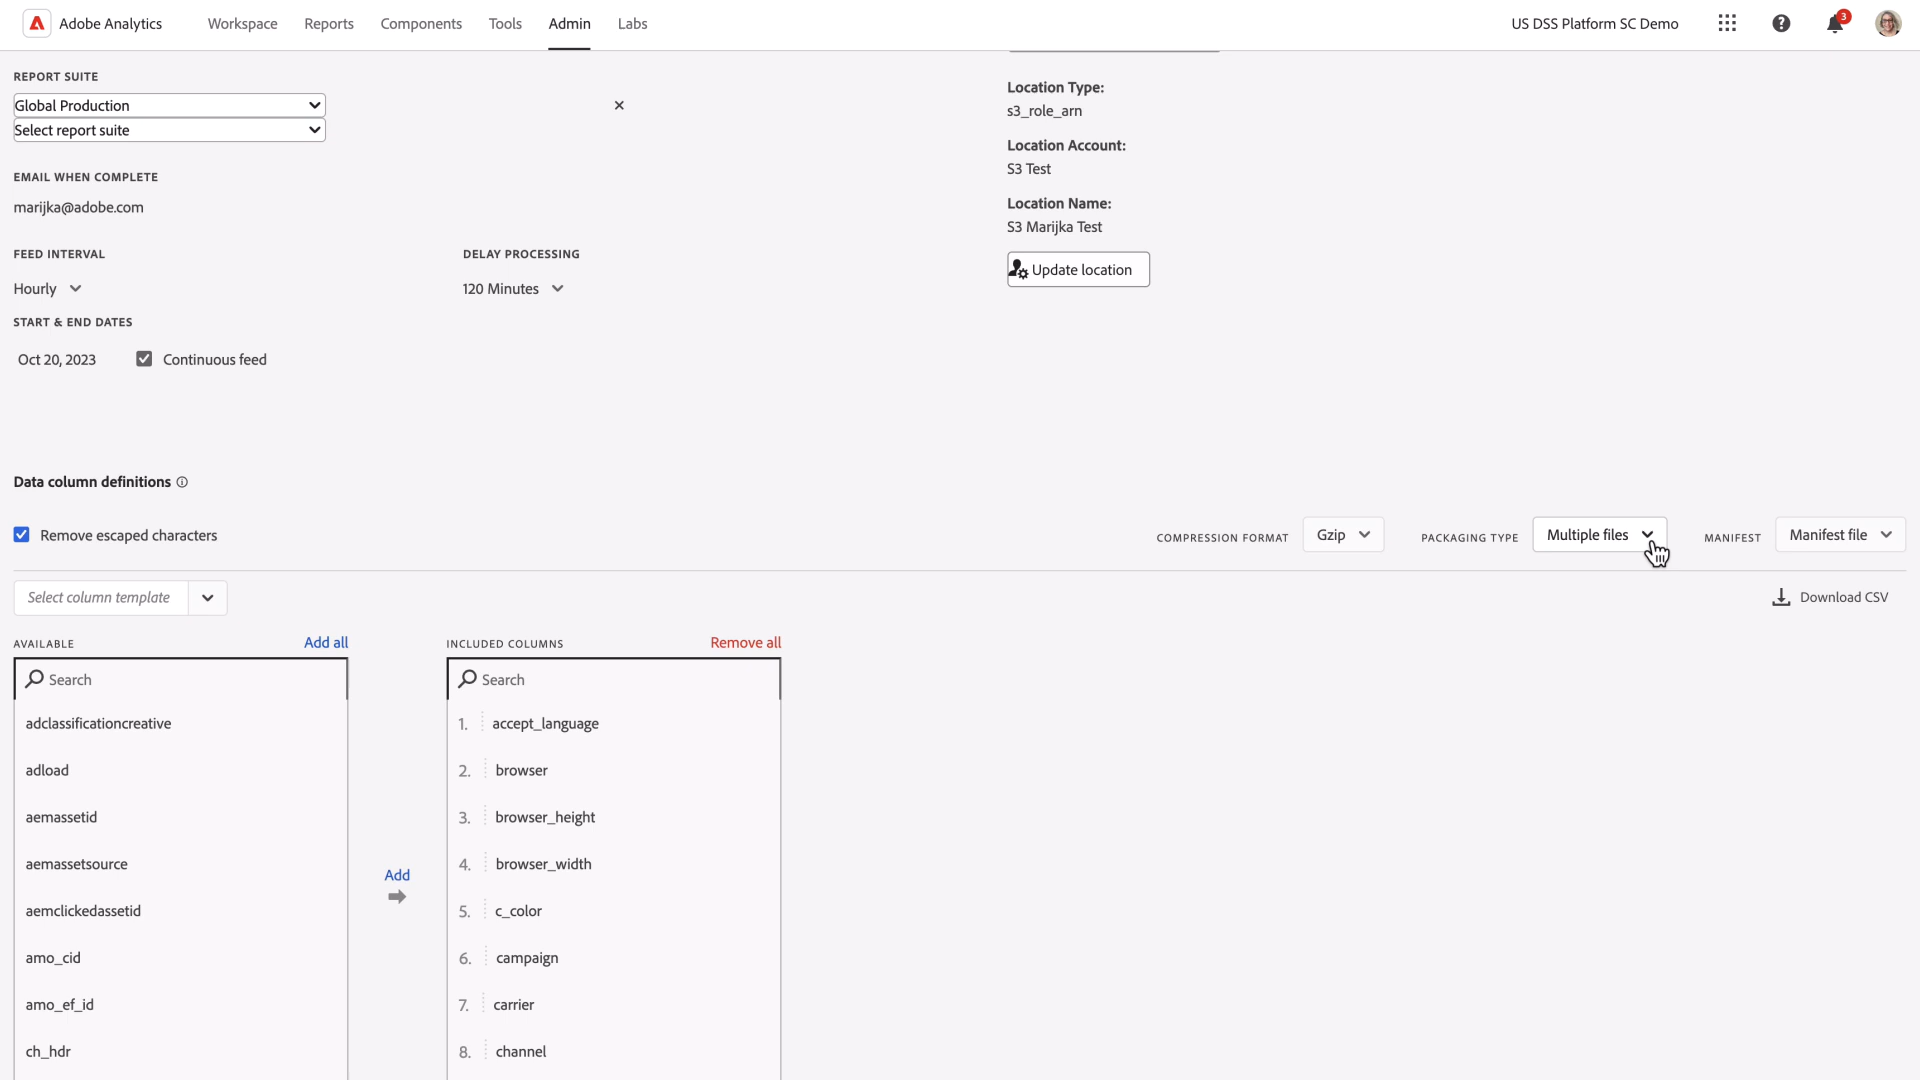 Adobe Analytics
Workspace
Reports
Components
Tools
Admin
Labs
US DSS Platform SC Demo
3
REPORT SUITE
Global Production
Select report suite
EMAIL WHEN COMPLETE
marijka@adobe.com
FEED INTERVAL
DELAY PROCESSING
Hourly
120 Minutes
START & END DATES
Oct 20, 2023
Continuous feed
Location Type:
s3_role_arn
Location Account:
S3 Test
Location Name:
S3 Marijka Test
Update location
Data column definitions
Remove escaped characters
COMPRESSION FORMAT
Gzip
PACKAGING TYPE
Multiple files
MANIFEST
Manifest file
Select column template
Download CSV
AVAILABLE
Add all
Search
adclassificationcreative
adload
aemassetid
aemassetsource
aemclickedassetid
amo_cid
amo_ef_id
ch_hdr
Add
INCLUDED COLUMNS
Remove all
Search
1. accept_language
2. browser
3. browser_height
4. browser_width
5. c_color
6. campaign
7. carrier
8. channel